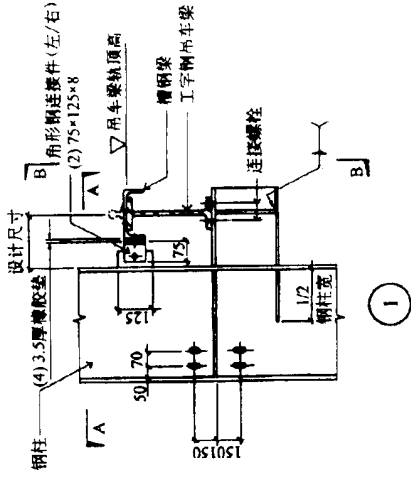 钢柱
(4) 3.5厚橡胶垫
设计尺寸
B
A
角形钢连接件(左/右)
(2) 75×125×8
吊车梁轨顶高
槽钢梁
工字钢吊车梁
连接螺栓
B
A
75
125
70
50
150150
1/2
钢柱宽
1